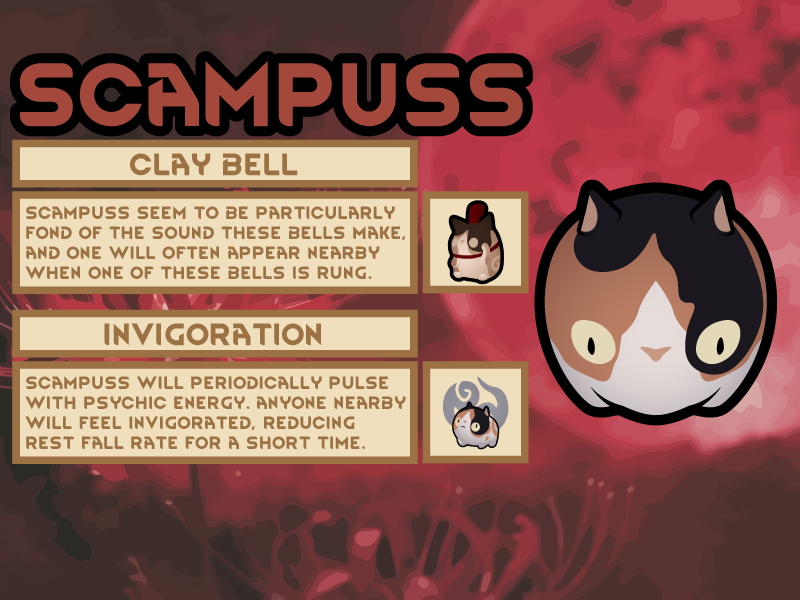 SCAMPUSS
CLAY BELL
SCAMPUSS SEEM TO BE PARTICULARLY
FOND OF THE SOUND THESE BELLS MAKE,
AND ONE WILL OFTEN APPEAR NEARBY
WHEN ONE OF THESE BELLS IS RUNG.
INVIGORATION
SCAMPUSS WILL PERIODICALLY PULSE
WITH PSYCHIC ENERGY. ANYONE NEARBY
WILL FEEL INVIGORATED, REDUCING
REST FALL RATE FOR A SHORT TIME.